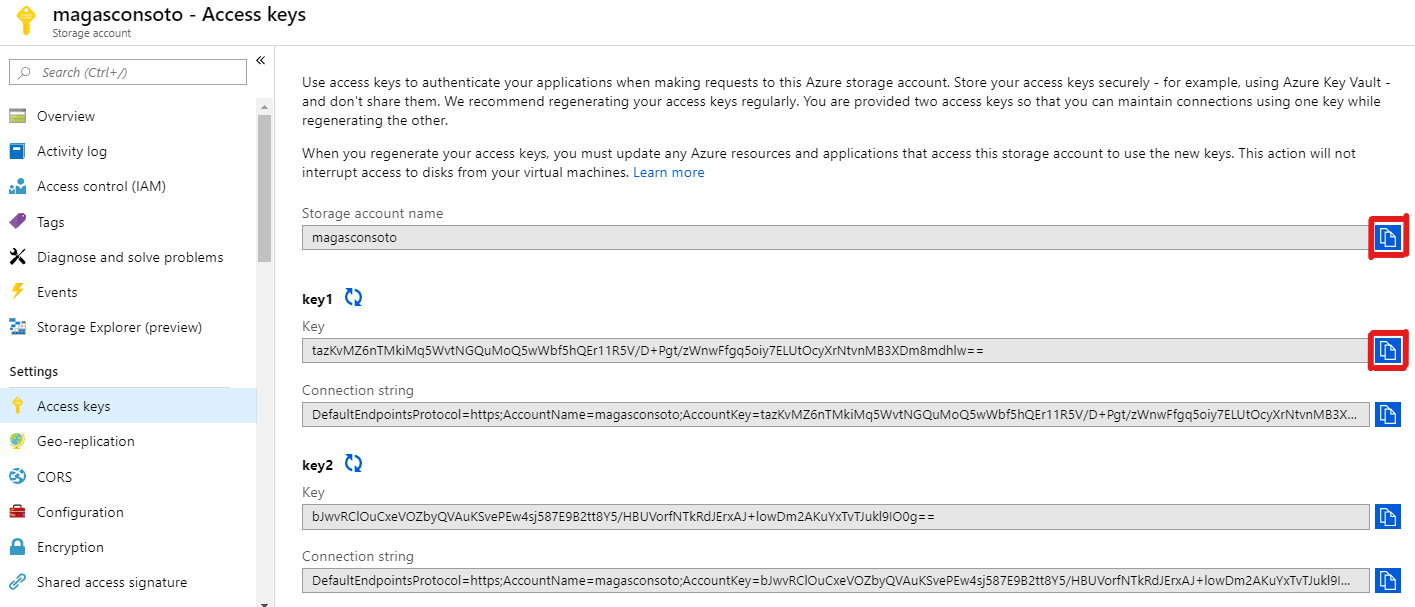 magasconsoto - Access keys
Storage account
Search (Ctrl+/)
«
Overview
Activity log
Access control (IAM)
Tags
Diagnose and solve problems
Events
Storage Explorer (preview)
Settings
Access keys
Geo-replication
CORS
Configuration
Encryption
Shared access signature
Use access keys to authenticate your applications when making requests to this Azure storage account. Store your access keys securely - for example, using Azure Key Vault -
and don't share them. We recommend regenerating your access keys regularly. You are provided two access keys so that you can maintain connections using one key while
regenerating the other.
When you regenerate your access keys, you must update any Azure resources and applications that access this storage account to use the new keys. This action will not
interrupt access to disks from your virtual machines. Learn more
Storage account name
magasconsoto
key1
Key
tazKvMZ6nTMkiMq5WvtNGQuMoQ5wWbf5hQEr11R5V/D+Pgt/zWnwFfgq5oiy7ELUtOcyXrNtvnMB3XDm8mdhlw==
Connection string
DefaultEndpointsProtocol=https;AccountName=magasconsoto;AccountKey=tazKvMZ6nTMkiMq5WvtNGQuMoQ5wWbf5hQEr11R5V/D+Pgt/zWnwFfgq5oiy7ELUtOcyXrNtvnMB3X...
key2
Key
bJwvRClOuCxeVOZbyQVAuKSvePEw4sj587E9B2tt8Y5/HBUVorfNTkRdJErxAJ+lowDm2AKuYxTvTJukl9IO0g==
Connection string
DefaultEndpointsProtocol=https;AccountName=magasconsoto;AccountKey=bJwvRClOuCxeVOZbyQVAuKSvePEw4sj587E9B2tt8Y5/HBUVorfNTkRdJErxAJ+lowDm2AKuYxTvTJukl9I...